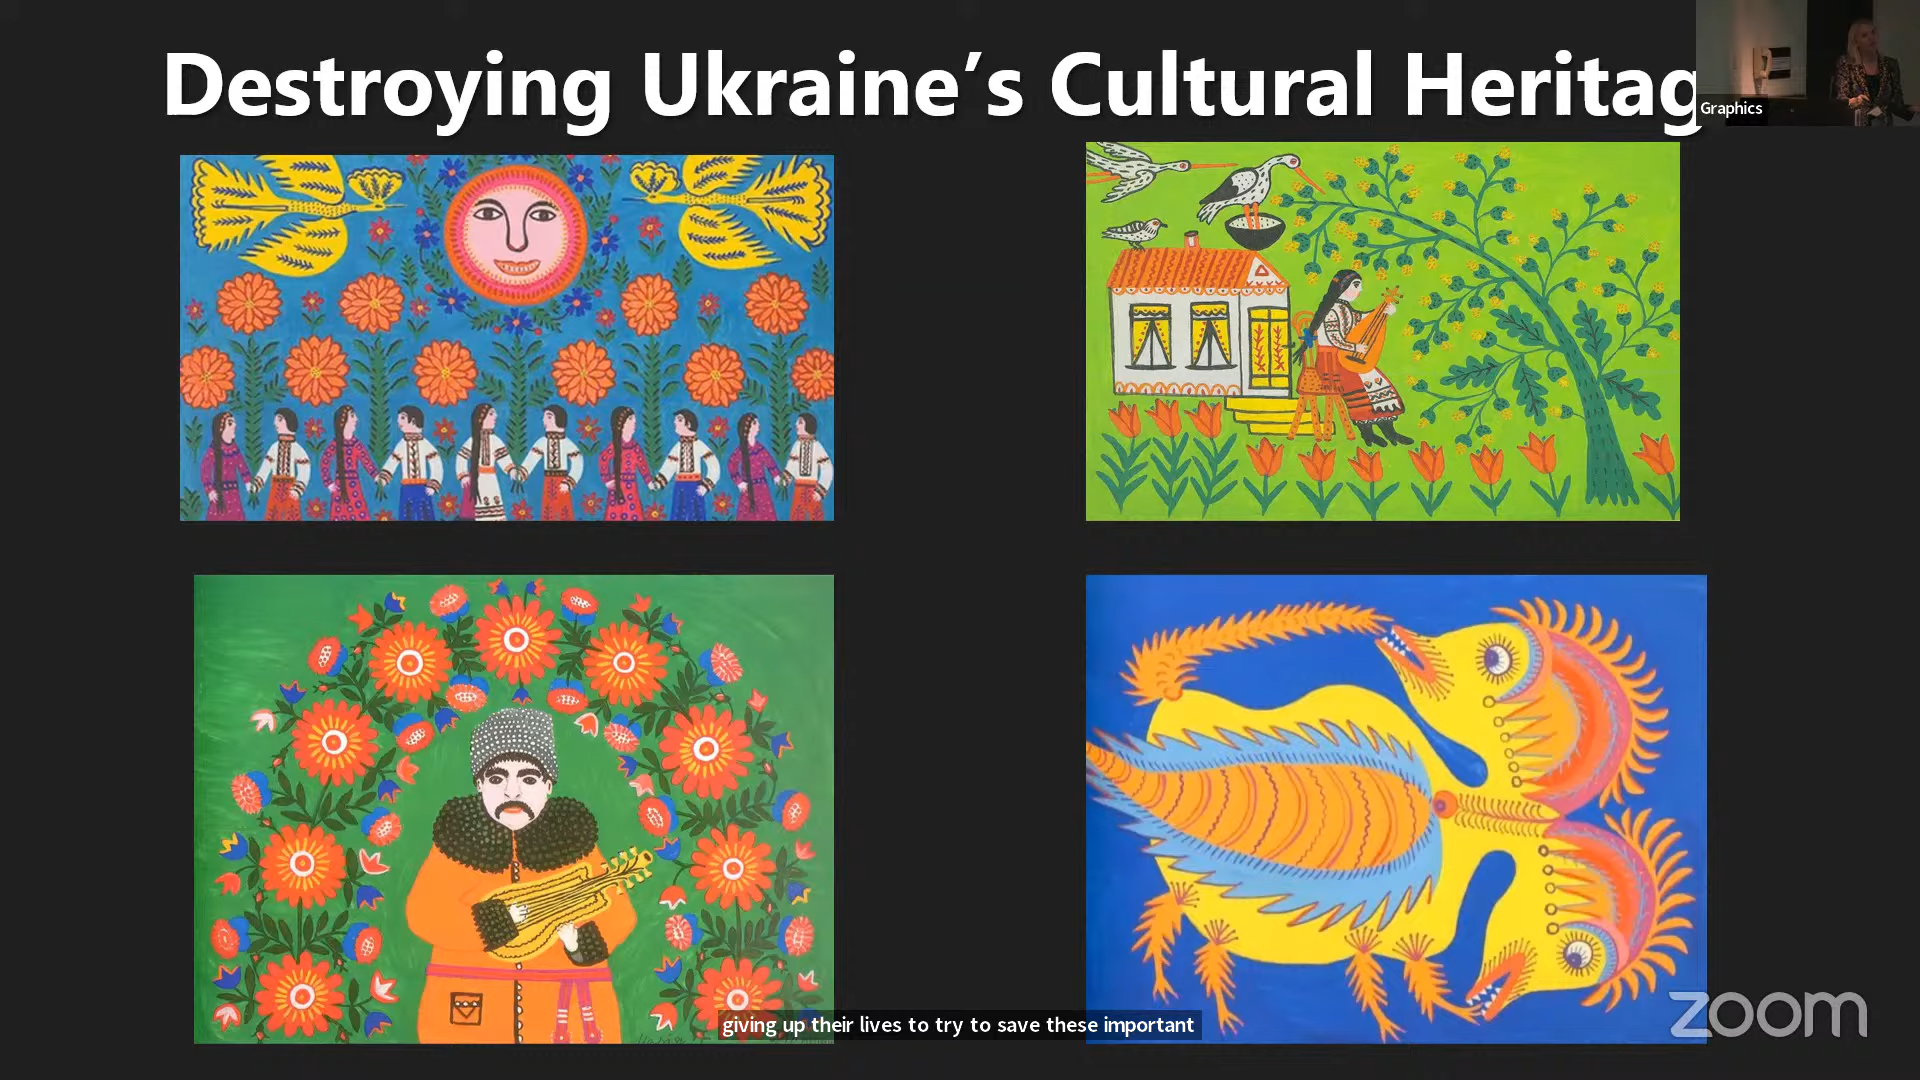 Destroying Ukraine’s Cultural Heritag
Graphics
giving up their lives to try to save these important
zoom